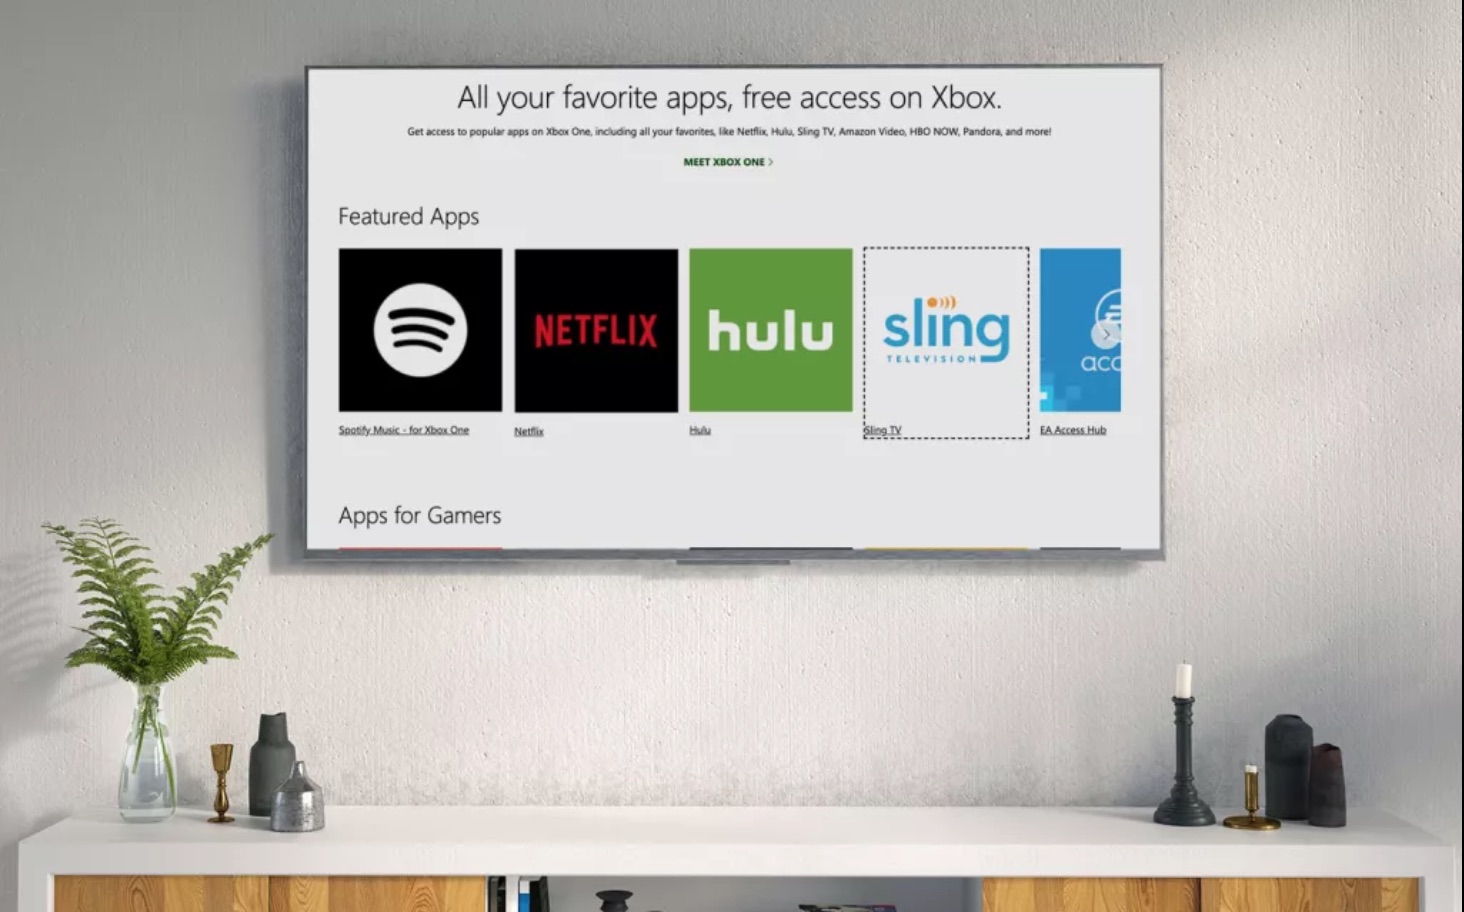 All your favorite apps, free access on Xbox.
Get access to popular apps on Xbox One, including all your favorites, like Netflix, Hulu, Sling TV, Amazon Video, HBO NOW, Pandora, and more!
MEET XBOX ONE >
Featured Apps
NETFLIX
hulu
sling
TELEVISION
acc
Spotify Music - for Xbox One
Netflix
Hulu
Sling TV
EA Access Hub
Apps for Gamers